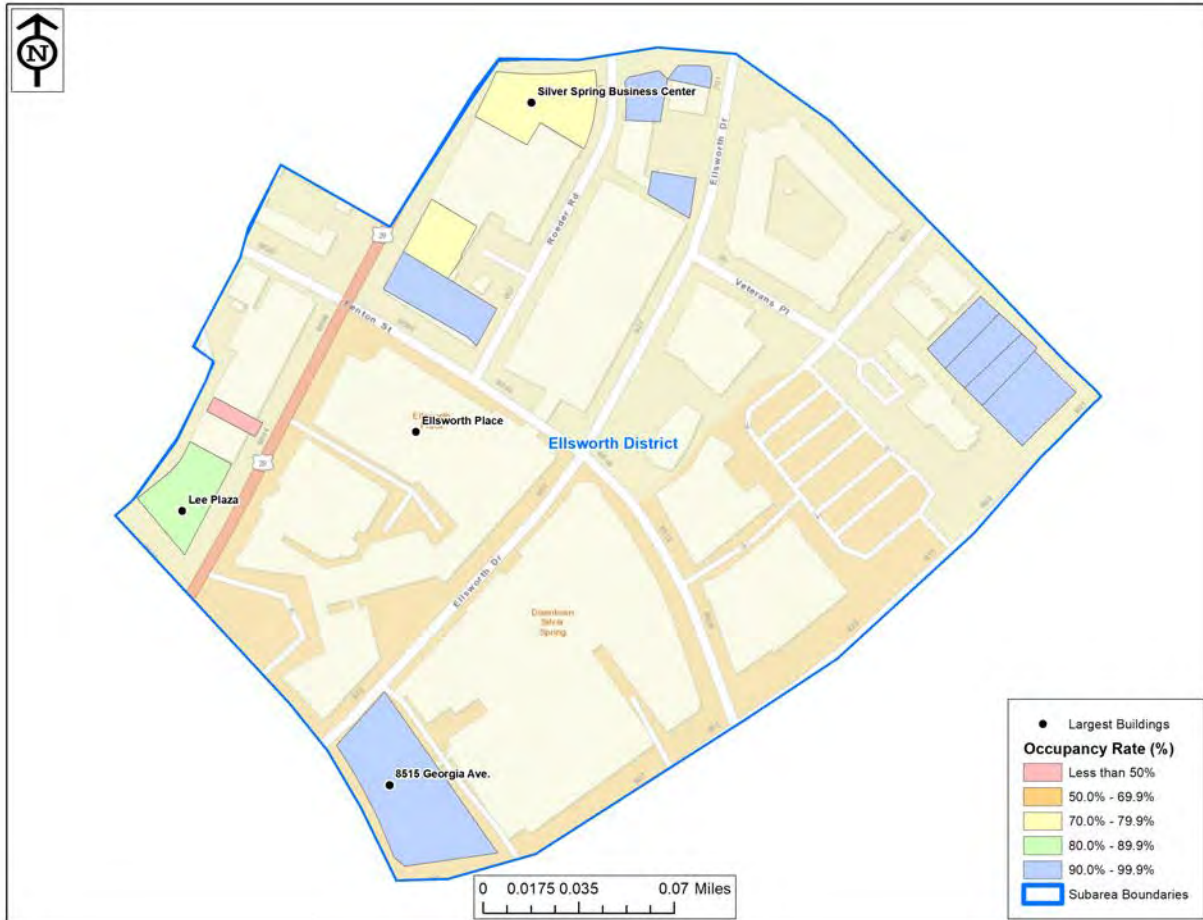 N
Silver Spring Business Center
Ellsworth Dr
Roeder Rd
29
Veterans Pl
Fenton St
Ellsworth Place
Ellsworth District
29
Lee Plaza
Ellsworth Dr
Downtown
Silver
Spring
8515 Georgia Ave.
Largest Buildings
Occupancy Rate (%)
Less than 50%
50.0% - 69.9%
70.0% - 79.9%
80.0% - 89.9%
90.0% - 99.9%
Subarea Boundaries
0 0.0175 0.035 0.07 Miles